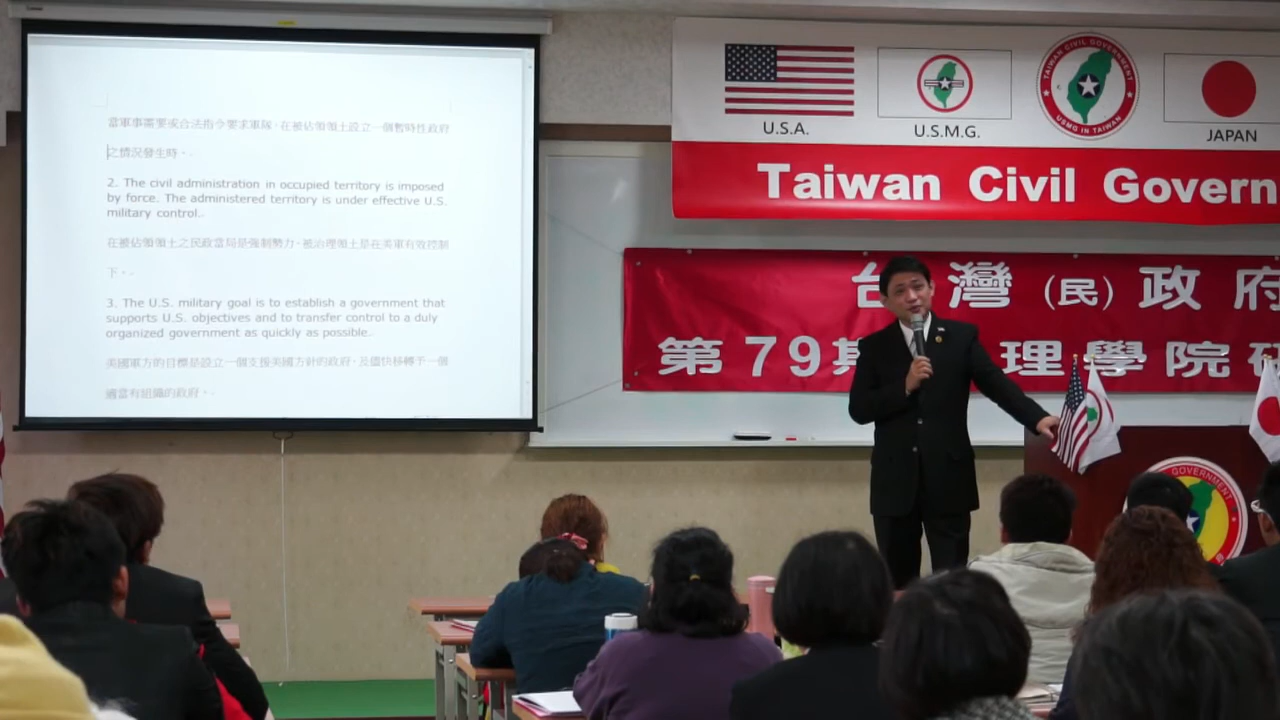 當軍事需要或合法指令要求軍隊，在被佔領領土設立一個暫時性政府
之情況發生時、
2. The civil administration in occupied territory is imposed
by force. The administered territory is under effective U.S.
military control.
在被佔領領土之民政當局是強制勢力，被治理領土是在美軍有效控制
下。
3. The U.S. military goal is to establish a government that
supports U.S. objectives and to transfer control to a duly
organized government as quickly as possible.
美國軍方的目標是設立一個支援美國方針的政府，及儘快移轉予一個
適當有組織的政府。
U.S.A.
U.S.M.G.
TAIWAN CIVIL GOVERNMENT
USMG IN TAIWAN
JAPAN
Taiwan Civil Govern
台灣(民)政府
第79期 理學院研
GOVERNMENT